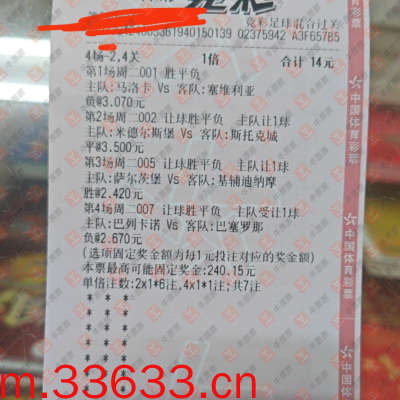 竞彩足球混合过关
02375942 A3F657B5
4场-2,4关 1倍 合计 14元
第1场周二001 胜平负
主队:马洛卡 Vs 客队:塞维利亚
负@3.070元
第2场周二002 让球胜平负 主队让1球
主队:米德尔斯堡 Vs 客队:斯托克城
平@3.500元
第3场周二005 让球胜平负 主队让1球
主队:萨尔茨堡 Vs 客队:基辅迪纳摩
胜@2.420元
第4场周二007 让球胜平负 主队受让1球
主队:巴列卡诺 Vs 客队:巴塞罗那
负@2.670元
(选项固定奖金额为每1元投注对应的奖金额)
本票最高可能固定奖金:240.15元
单倍注数:2x1*6注,4x1*1注;共7注
中国体育彩票
m.33633.cn